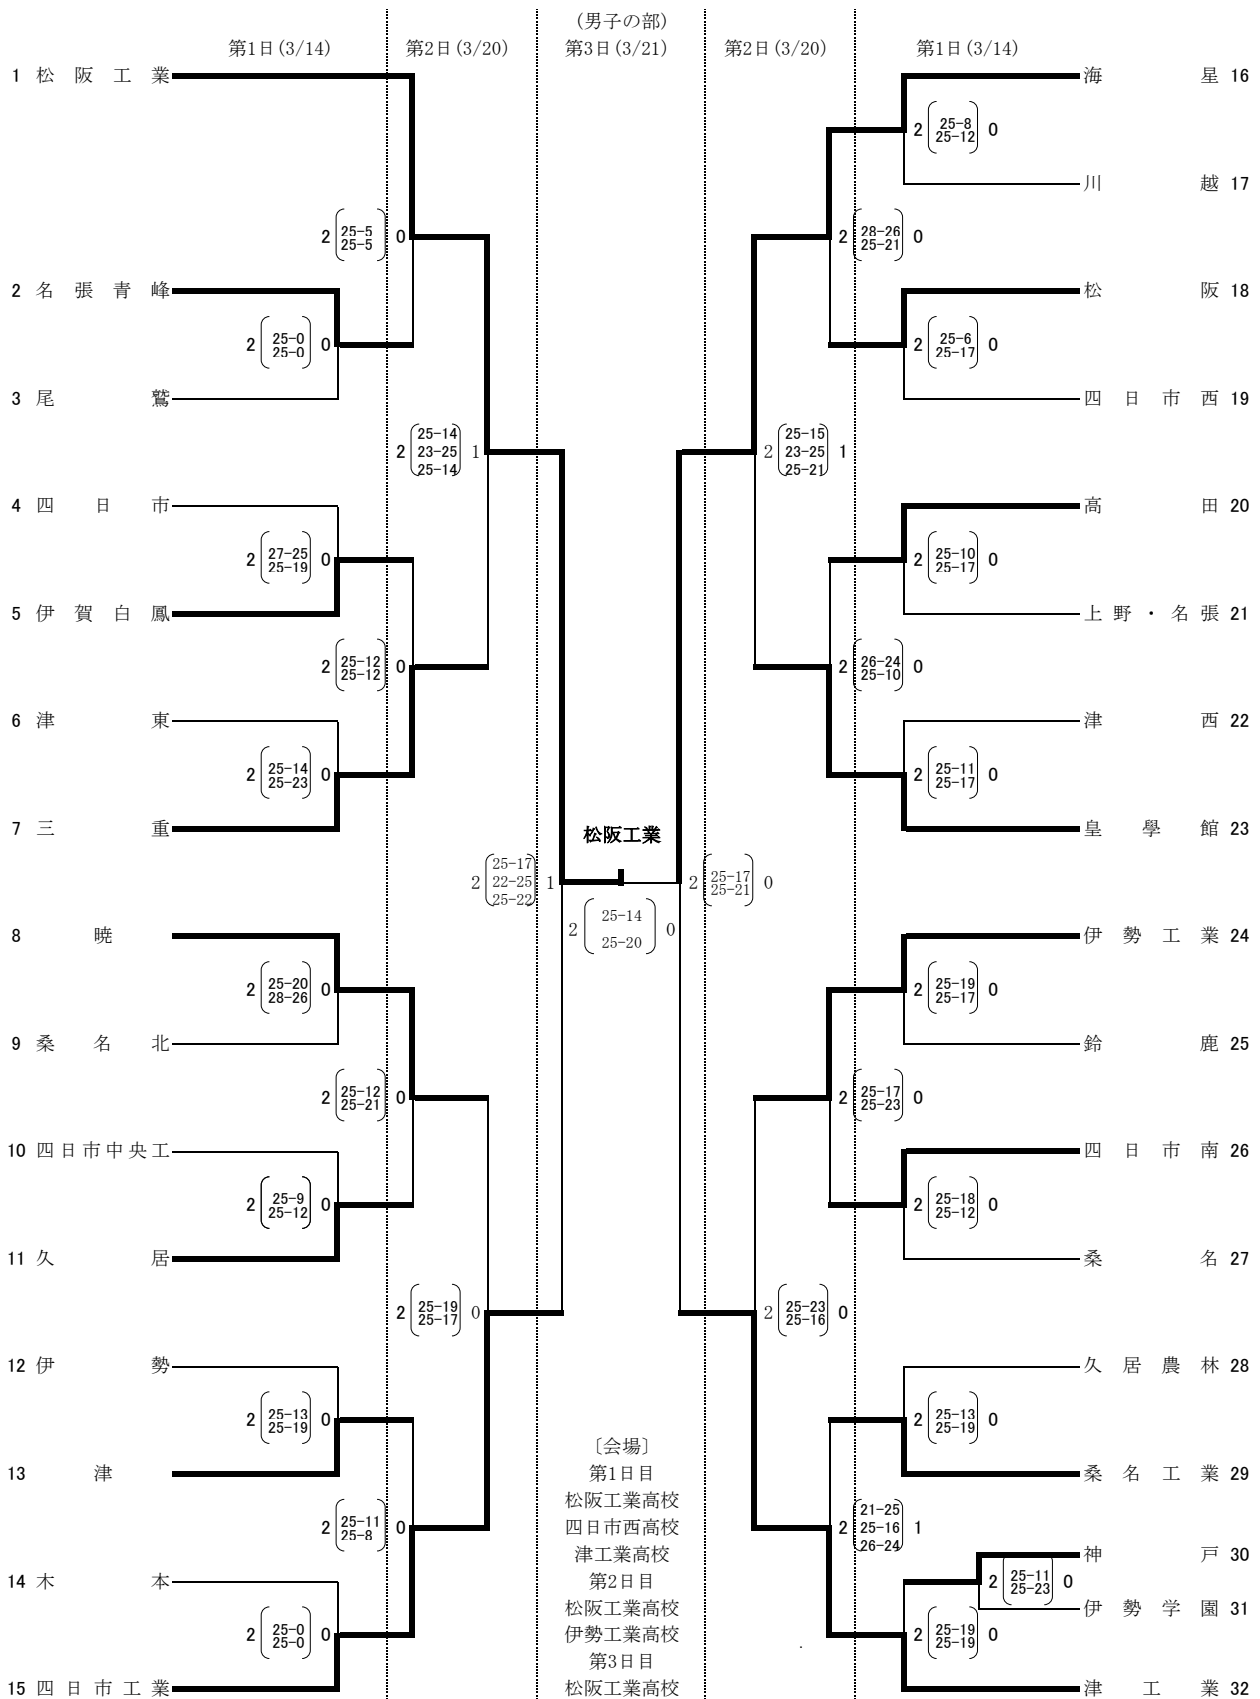 (男子の部)
第1日(3/14) 第2日(3/20) 第3日(3/21) 第2日(3/20) 第1日(3/14)
1 松阪工業
2 名張青峰
3 尾鷲
4 四日市
5 伊賀白鳳
6 津東
7 三重
8 暁
9 桑名北
10 四日市中央工
11 久居
12 伊勢
13 津
14 木本
15 四日市工業
2 25-5 0
25-5
2 25-0 0
25-0
2 25-14 1
23-25
25-14
2 27-25 0
25-19
2 25-12 0
25-12
2 25-14 0
25-23
2 25-17 1
22-25
25-22
2 25-20 0
28-26
2 25-12 0
25-21
2 25-9 0
25-12
2 25-19 0
25-17
2 25-13 0
25-19
2 25-11 0
25-8
2 25-0 0
25-0
松阪工業
2 25-14 0
25-20
海星 16
川越 17
松阪 18
四日市西 19
高田 20
上野・名張 21
津西 22
皇學館 23
伊勢工業 24
鈴鹿 25
四日市南 26
桑名 27
久居農林 28
桑名工業 29
神戸 30
伊勢学園 31
津工業 32
2 25-8 0
25-12
2 28-26 0
25-21
2 25-6 0
25-17
2 25-15 1
23-25
25-21
2 25-10 0
25-17
2 26-24 0
25-10
2 25-11 0
25-17
2 25-17 0
25-21
2 25-19 0
25-17
2 25-17 0
25-23
2 25-18 0
25-12
2 25-23 0
25-16
2 25-13 0
25-19
2 21-25 1
25-16
26-24
2 25-11 0
25-23
2 25-19 0
25-19
〔会場〕
第1日目
松阪工業高校
四日市西高校
津工業高校
第2日目
松阪工業高校
伊勢工業高校
第3日目
松阪工業高校